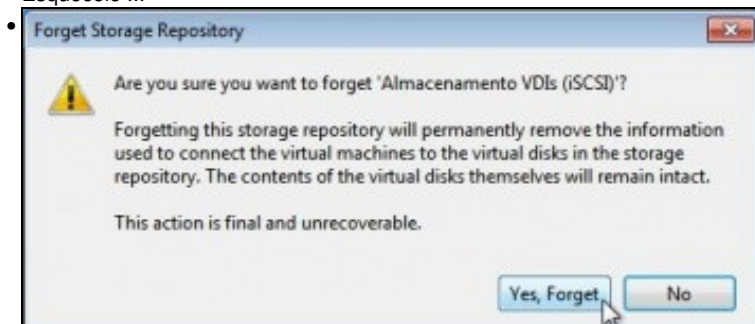 Forget Storage Repository
Are you sure you want to forget 'Almacenamento VDIs (iSCSI)'?
Forgetting this storage repository will permanently remove the information
used to connect the virtual machines to the virtual disks in the storage
repository. The contents of the virtual disks themselves will remain intact.
This action is final and unrecoverable.
Yes, Forget No